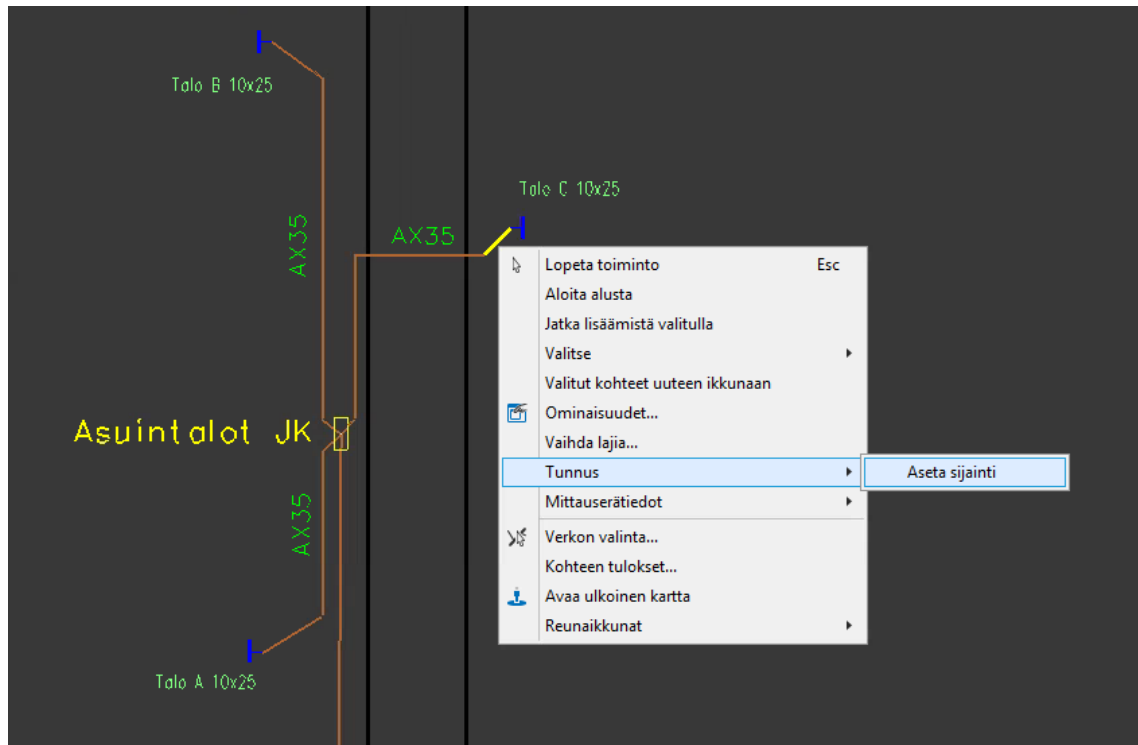 Talo B 10x25
Talo C 10x25
AX35
AX35
Lopeta toiminto Esc
Aloita alusta
Jatka lisäämistä valitulla
Valitse
Valitut kohteet uuteen ikkunaan
Ominaisuudet...
Vaihda lajia...
Tunnus
Aseta sijainti
Mittauserätiedot
Verkon valinta...
Kohteen tulokset...
Avaa ulkoinen kartta
Reunaikkunat
Asuintalot JK
AX35
Talo A 10x25